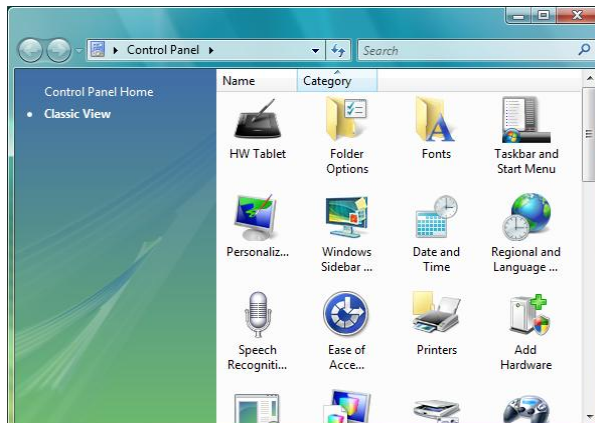 Control Panel
Search
Control Panel Home
Classic View
Name Category
HW Tablet
Folder
Options
Fonts
Taskbar and
Start Menu
Personaliz...
Windows
Sidebar ...
Date and
Time
Regional and
Language ...
Speech
Recogniti...
Ease of
Acce...
Printers
Add
Hardware